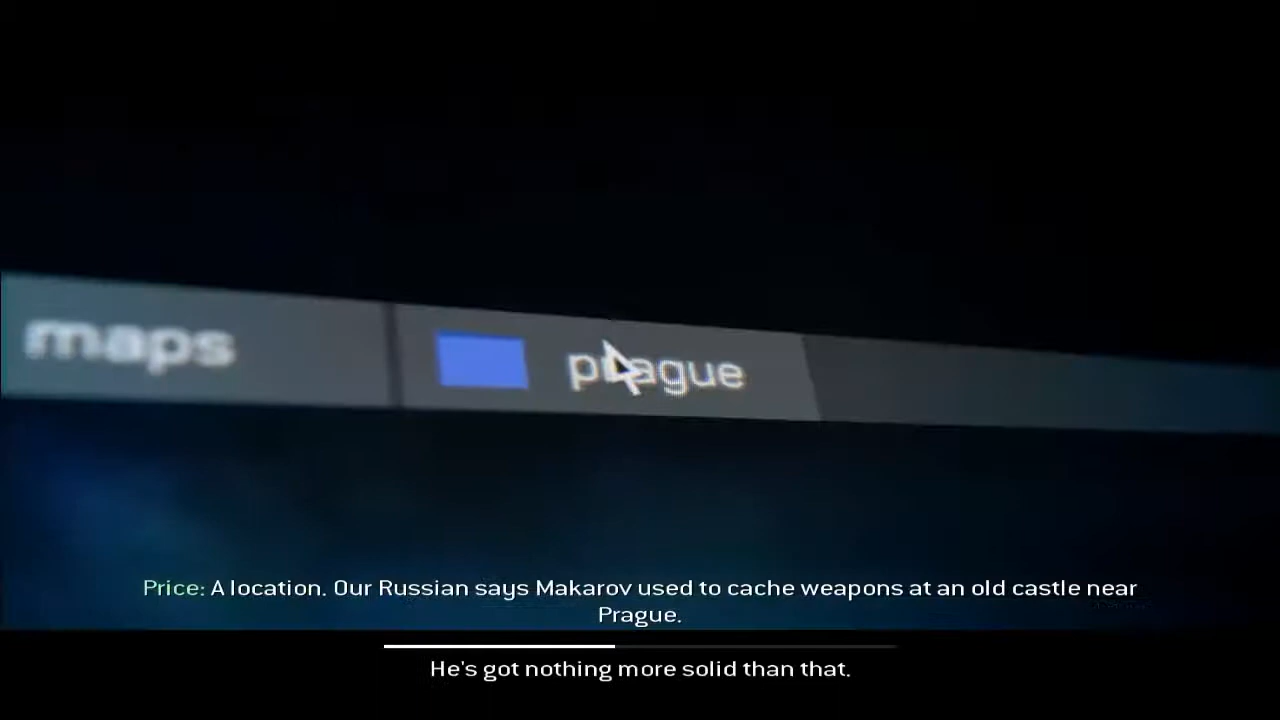 maps
prague
Price: A location. Our Russian says Makarov used to cache weapons at an old castle near
Prague.
He's got nothing more solid than that.